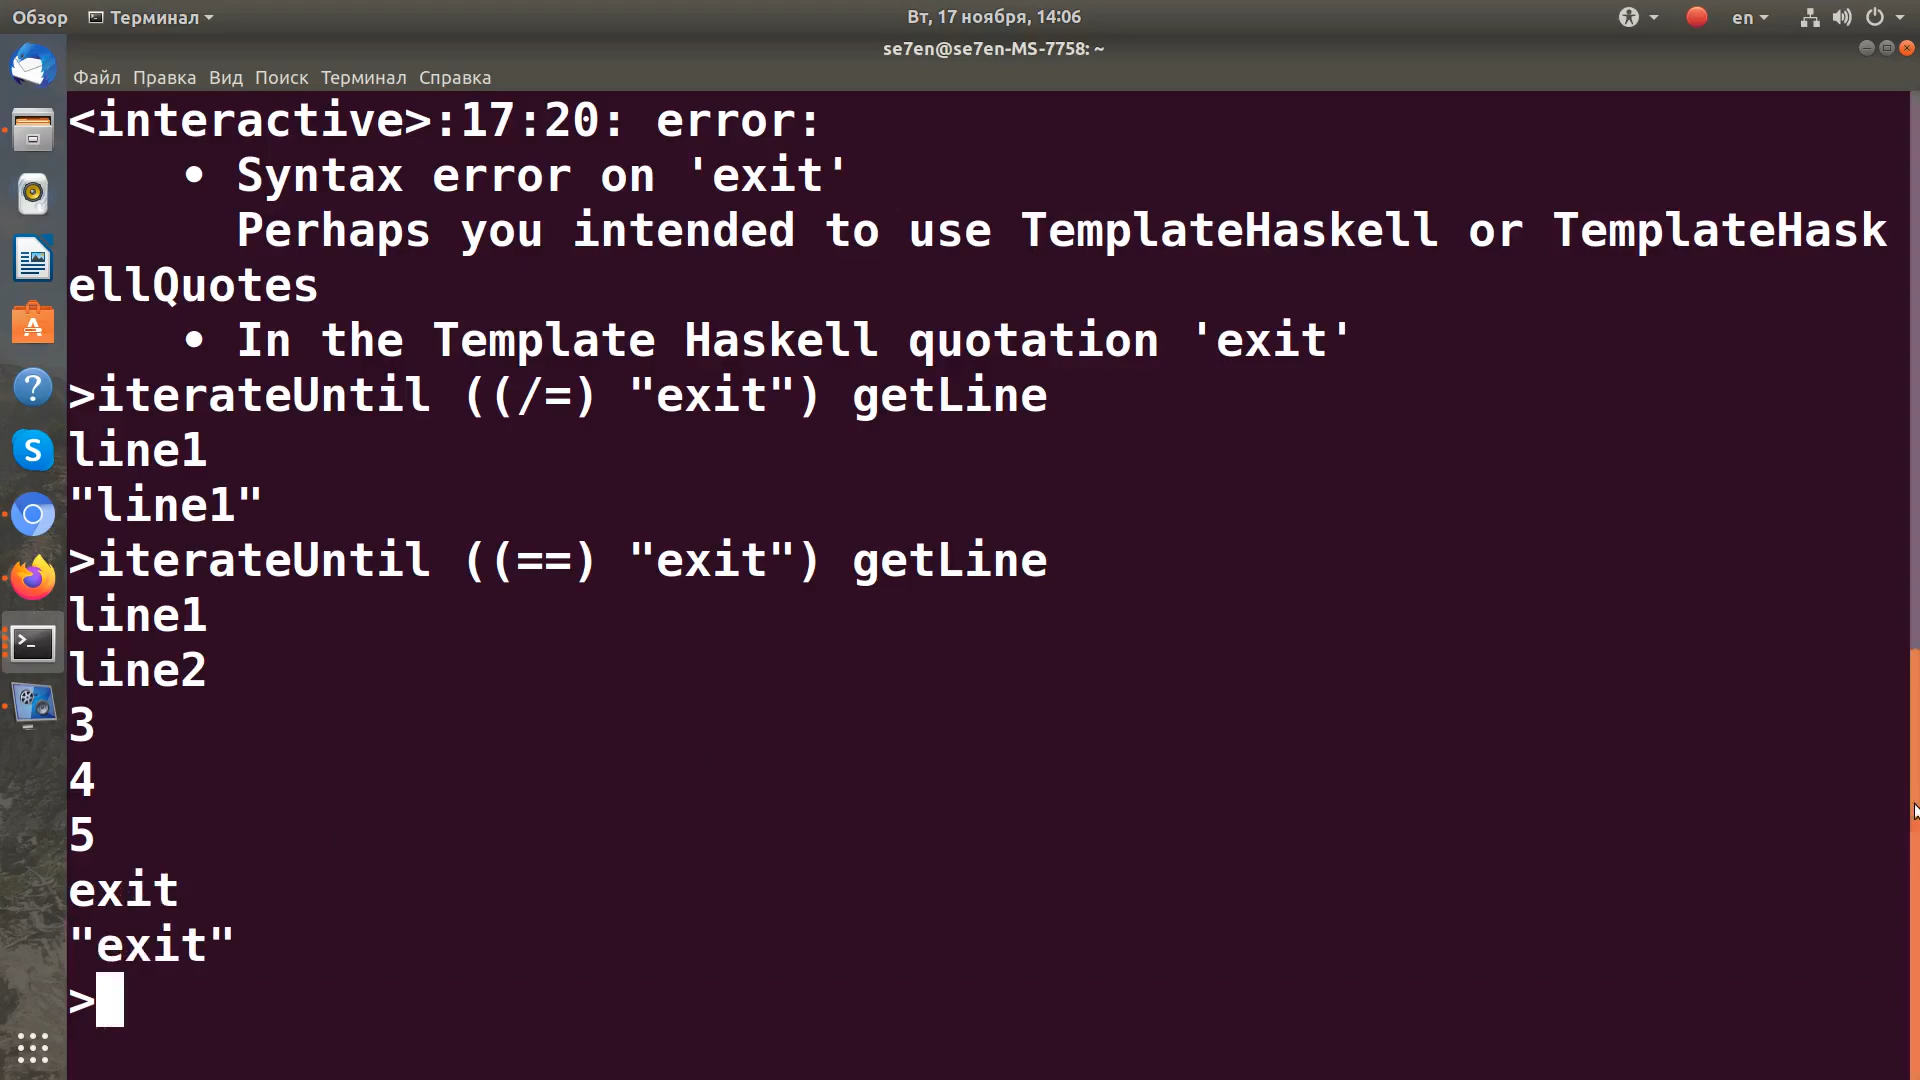 Обзор Терминал Вт, 17 ноября, 14:06 en
se7en@se7en-MS-7758: ~
Файл Правка Вид Поиск Терминал Справка
<interactive>:17:20: error:
    • Syntax error on 'exit'
      Perhaps you intended to use TemplateHaskell or TemplateHask
ellQuotes
    • In the Template Haskell quotation 'exit'
>iterateUntil ((/=) "exit") getLine
line1
"line1"
>iterateUntil ((==) "exit") getLine
line1
line2
3
4
5
exit
"exit"
>